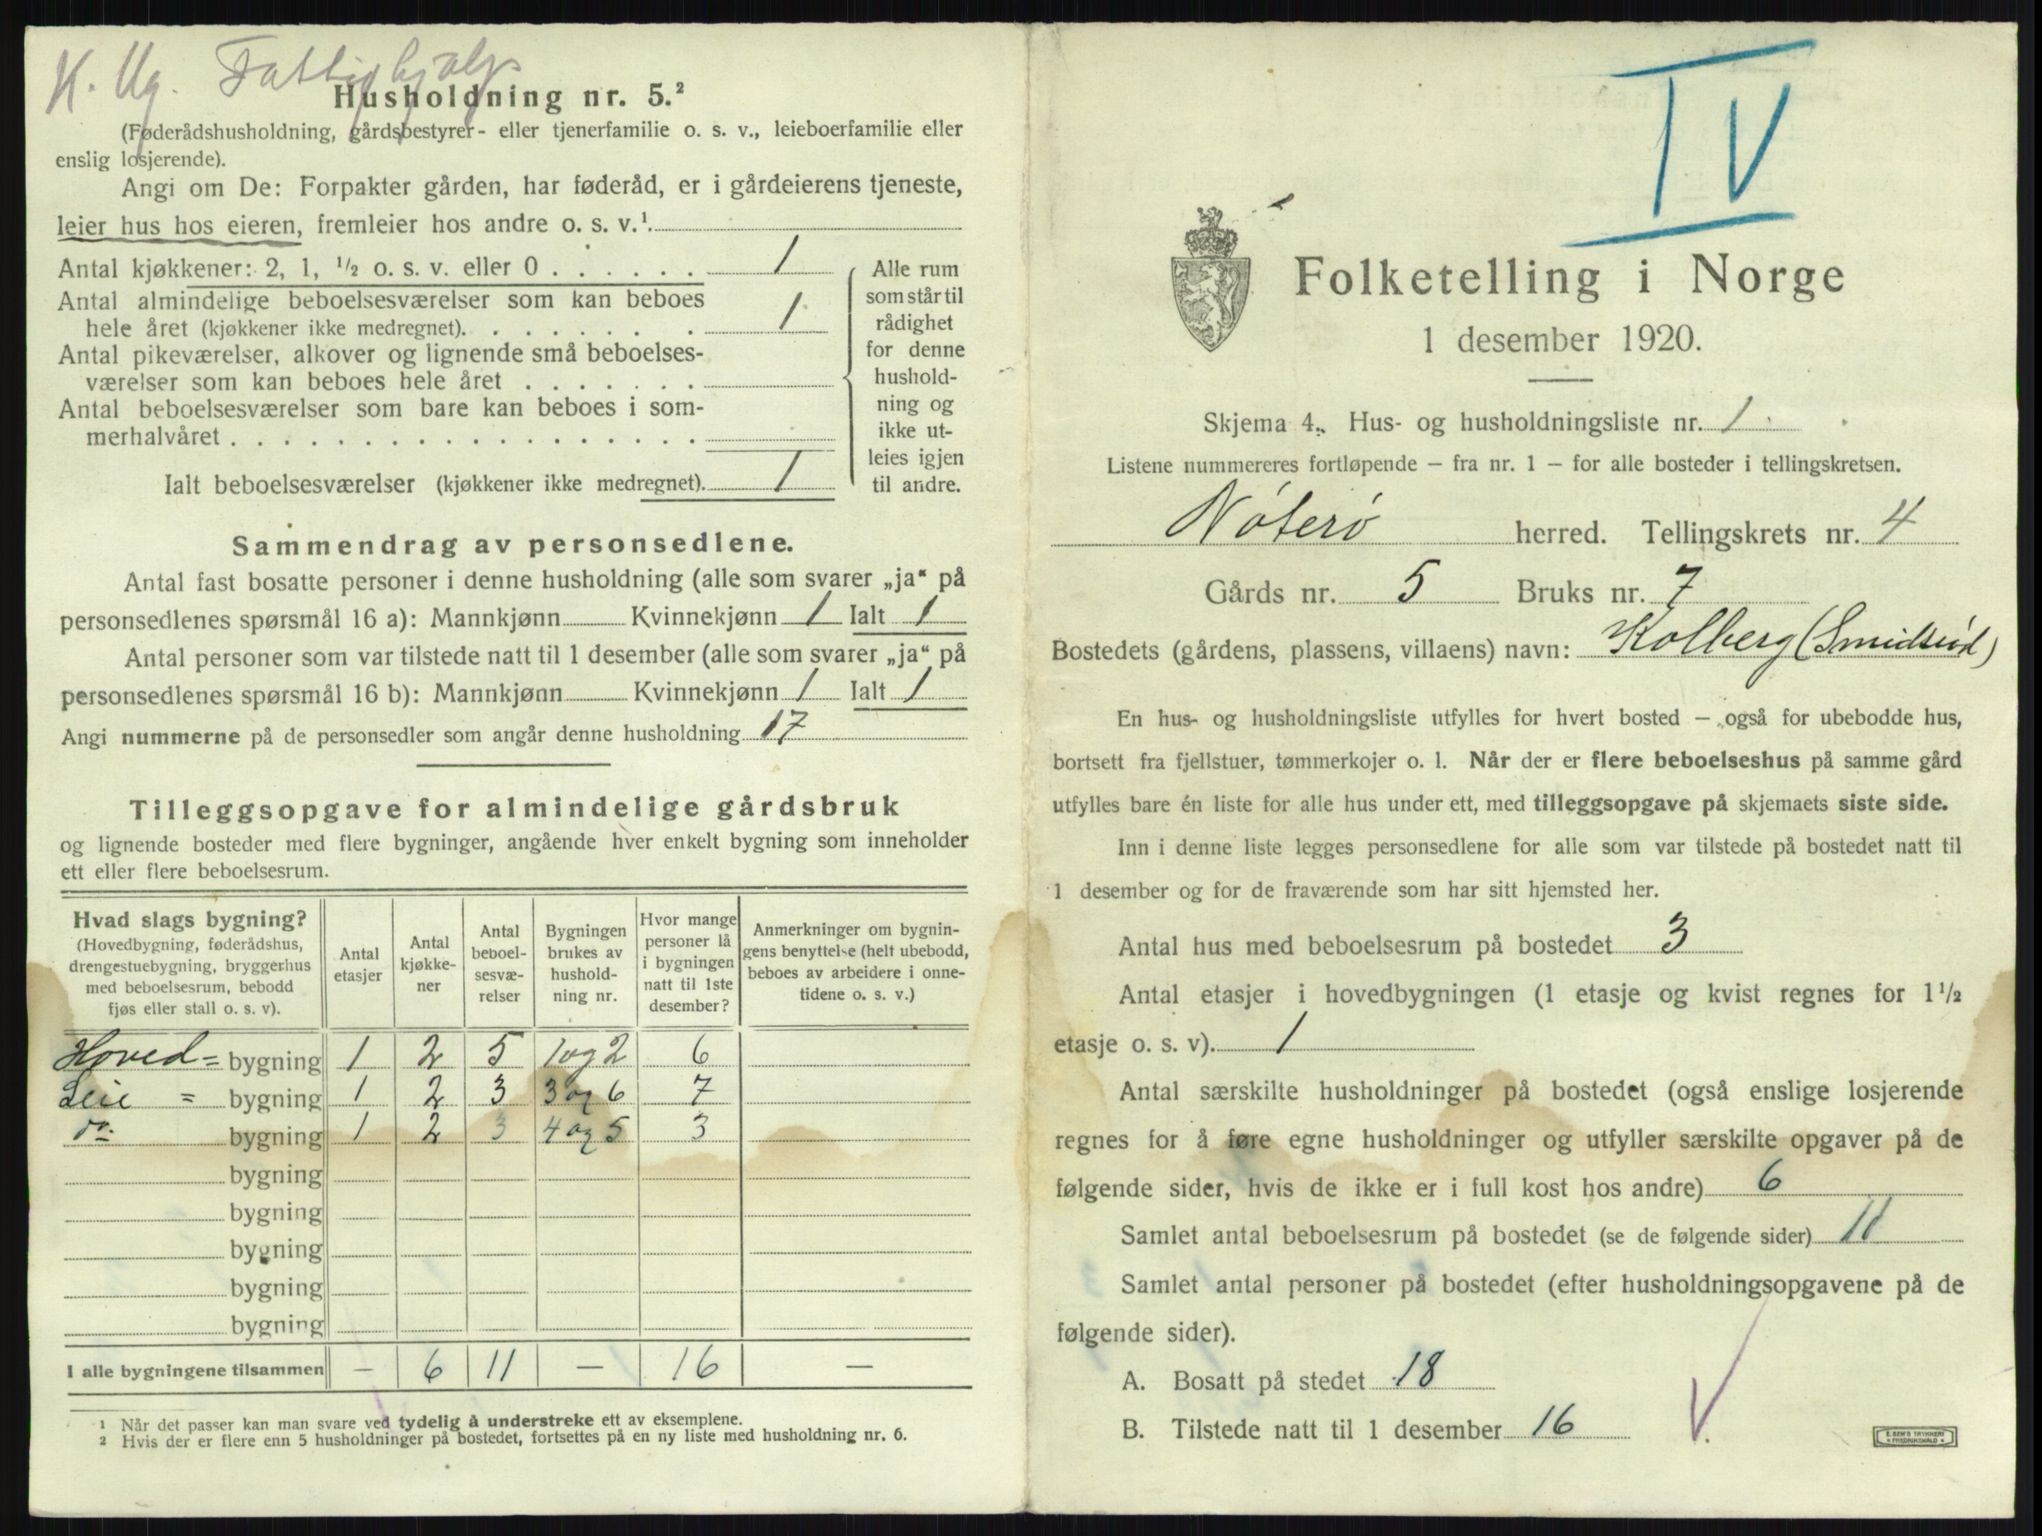 K. Ug. Fattighjælp
Husholdning nr. 5.²
(Føderådshusholdning, gårdsbestyrer- eller tjenerfamilie o. s. v., leieboerfamilie eller
enslig losjerende).
Angi om De: Forpakter gården, har føderåd, er i gårdeierens tjeneste,
leier hus hos eieren, fremleier hos andre o. s. v.¹
Antal kjøkkener: 2, 1, ½ o. s. v. eller 0 . . . . . . 1
Antal almindelige beboelsesværelser som kan beboes
hele året (kjøkkener ikke medregnet). . . . . . . . 1
Antal pikeværelser, alkover og lignende små beboelses-
værelser som kan beboes hele året . . . . . . .
Antal beboelsesværelser som bare kan beboes i som-
merhalvåret . . . . . . . . . . . . . . . . . .
Ialt beboelsesværelser (kjøkkener ikke medregnet). 1
Alle rum
som står til
rådighet
for denne
hushold-
ning og
ikke ut-
leies igjen
til andre.
Sammendrag av personsedlene.
Antal fast bosatte personer i denne husholdning (alle som svarer „ja“ på
personsedlenes spørsmål 16 a): Mannkjønn Kvinnekjønn 1 Ialt 1
Antal personer som var tilstede natt til 1 desember (alle som svarer „ja“ på
personsedlenes spørsmål 16 b): Mannkjønn Kvinnekjønn 1 Ialt 1
Angi nummerne på de personsedler som angår denne husholdning 17
Tilleggsopgave for almindelige gårdsbruk
og lignende bosteder med flere bygninger, angående hver enkelt bygning som inneholder
ett eller flere beboelsesrum.
Hvad slags bygning?
(Hovedbygning, føderådshus,
drengestuebygning, bryggerhus
med beboelsesrum, bebodd
fjøs eller stall o. s. v).
Antal
etasjer
Antal
kjøkke-
ner
Antal
beboel-
sesvæ-
relser
Bygningen
brukes av
hushold-
ning nr.
Hvor mange
personer lå
i bygningen
natt til 1ste
desember?
Anmerkninger om bygnin-
gens benyttelse (helt ubebodd,
beboes av arbeidere i onne-
tidene o. s. v.)
Hoved = bygning 1 2 5 1 og 2 6
Leie = bygning 1 2 3 3 og 6 7
do. bygning 1 2 3 4 og 5 3
bygning
bygning
bygning
bygning
bygning
I alle bygningene tilsammen — 6 11 — 16 —
¹ Når det passer kan man svare ved tydelig å understreke ett av eksemplene.
² Hvis der er flere enn 5 husholdninger på bostedet, fortsettes på en ny liste med husholdning nr. 6.
IV
Folketelling i Norge
1 desember 1920.
Skjema 4. Hus- og husholdningsliste nr. 1
Listene nummereres fortløpende — fra nr. 1 — for alle bosteder i tellingskretsen.
Nøterø herred. Tellingskrets nr. 4
Gårds nr. 5 Bruks nr. 7
Bostedets (gårdens, plassens, villaens) navn: Kolberg (Smidsrød)
En hus- og husholdningsliste utfylles for hvert bosted — også for ubebodde hus,
bortsett fra fjellstuer, tømmerkojer o. l. Når der er flere beboelseshus på samme gård
utfylles bare én liste for alle hus under ett, med tilleggsopgave på skjemaets siste side.
Inn i denne liste legges personsedlene for alle som var tilstede på bostedet natt til
1 desember og for de fraværende som har sitt hjemsted her.
Antal hus med beboelsesrum på bostedet 3
Antal etasjer i hovedbygningen (1 etasje og kvist regnes for 1½
etasje o. s. v). 1
Antal særskilte husholdninger på bostedet (også enslige losjerende
regnes for å føre egne husholdninger og utfyller særskilte opgaver på de
følgende sider, hvis de ikke er i full kost hos andre) 6
Samlet antal beboelsesrum på bostedet (se de følgende sider) 11
Samlet antal personer på bostedet (efter husholdningsopgavene på de
følgende sider).
A. Bosatt på stedet 18
B. Tilstede natt til 1 desember 16